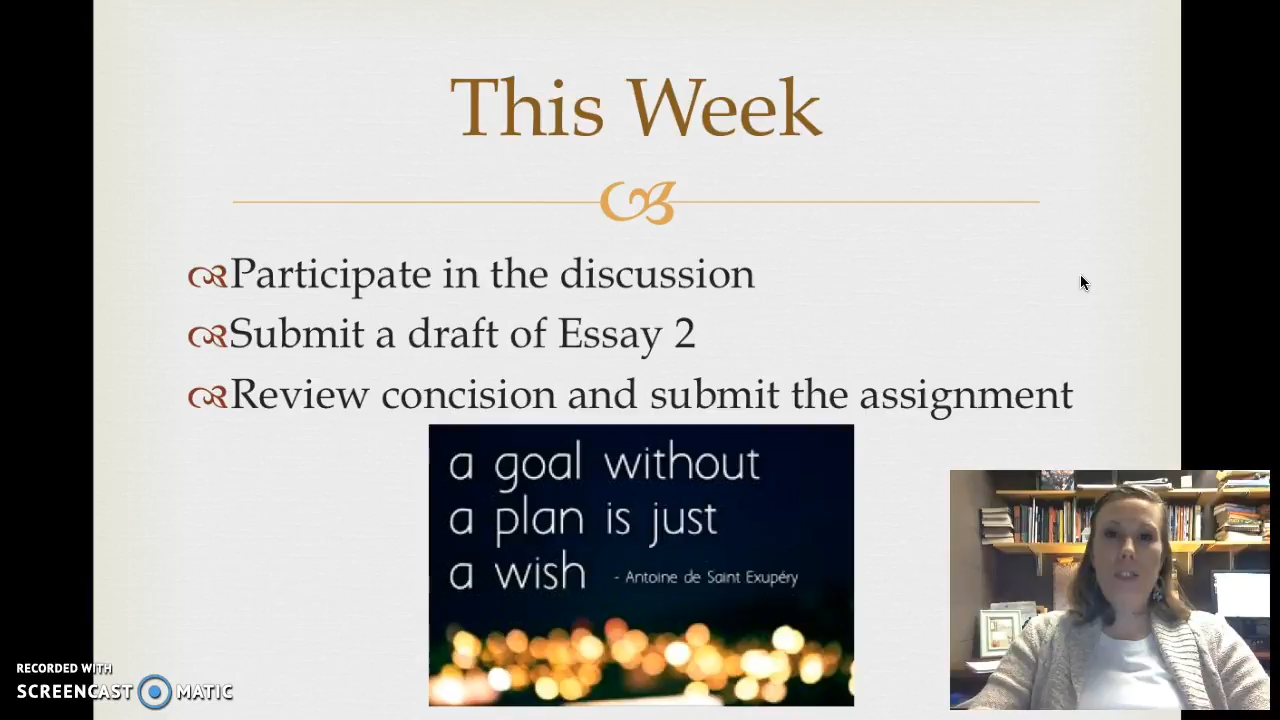 This Week
Participate in the discussion
Submit a draft of Essay 2
Review concision and submit the assignment
a goal without
a plan is just
a wish - Antoine de Saint Exupéry
RECORDED WITH
SCREENCAST MATIC